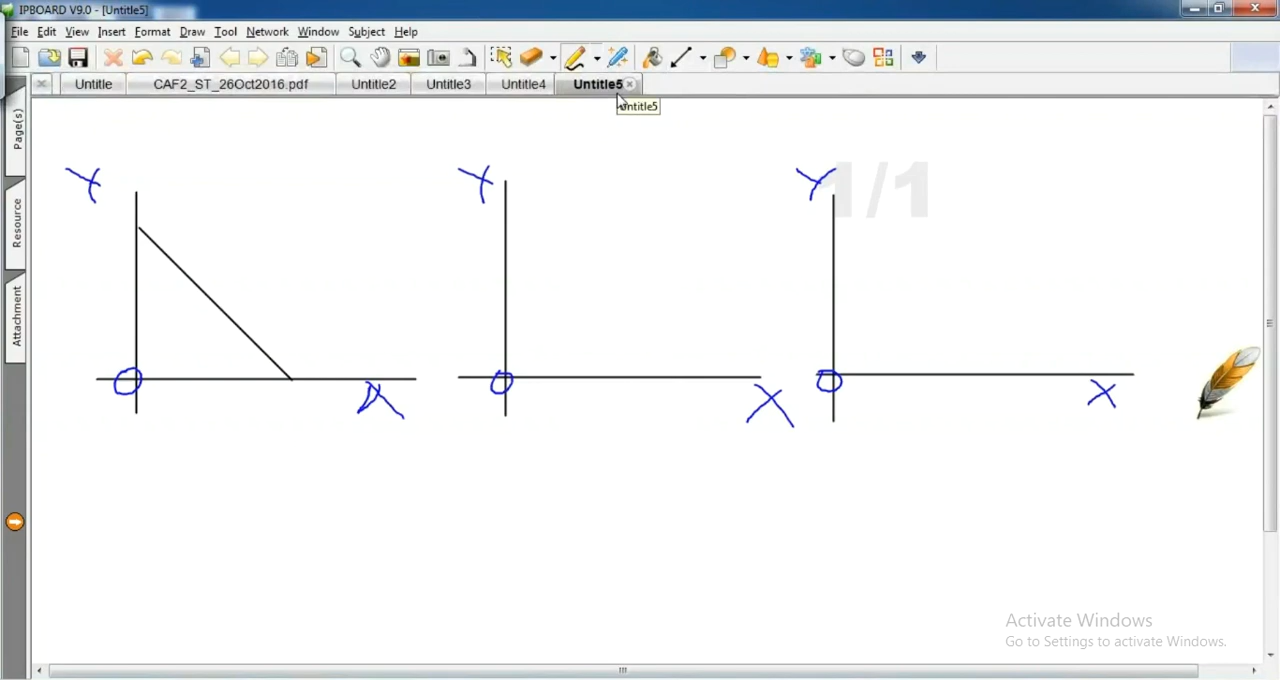 IPBOARD V9.0 - [Untitle5]
File Edit View Insert Format Draw Tool Network Window Subject Help
Untitle CAF2_ST_26Oct2016.pdf Untitle2 Untitle3 Untitle4 Untitle5
Untitle5
Page(s)
Resource
Attachment
1/1
Y Y Y
O X O X O X
Activate Windows
Go to Settings to activate Windows.